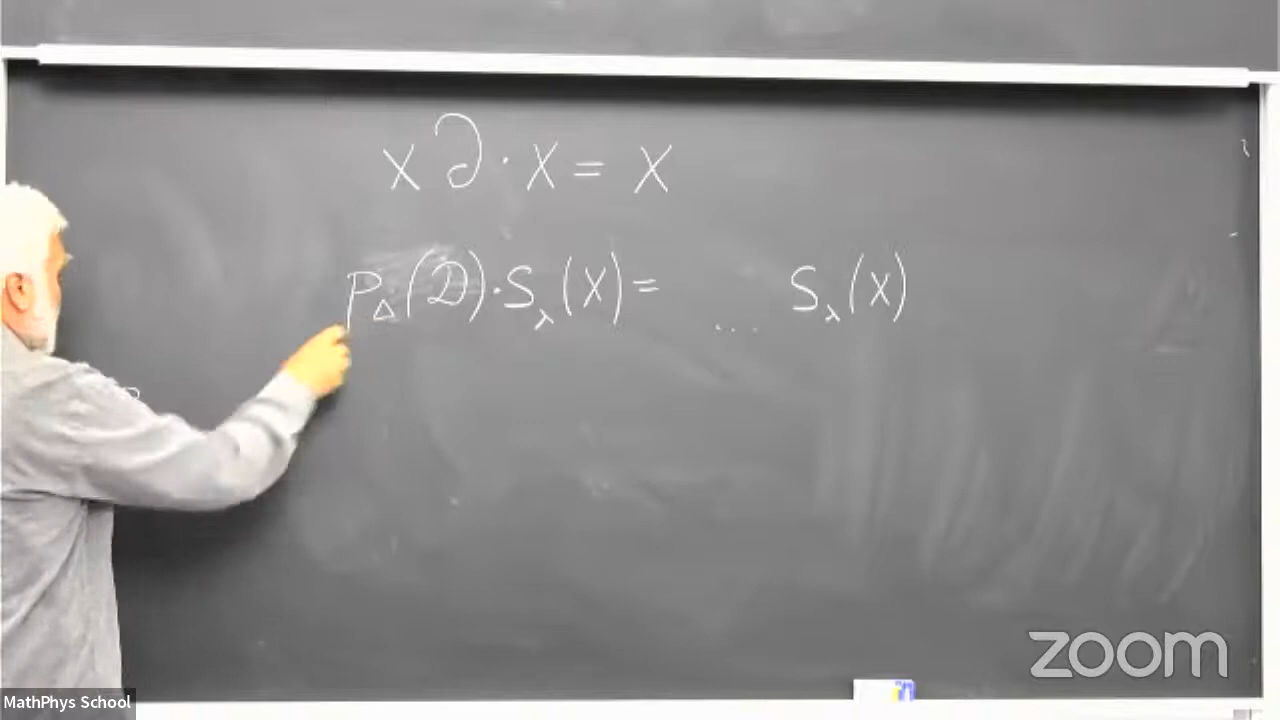 x ∂ · X = X
P_Δ(𝒟) · S_λ(X) = .... S_λ(X)
zoom
MathPhys School